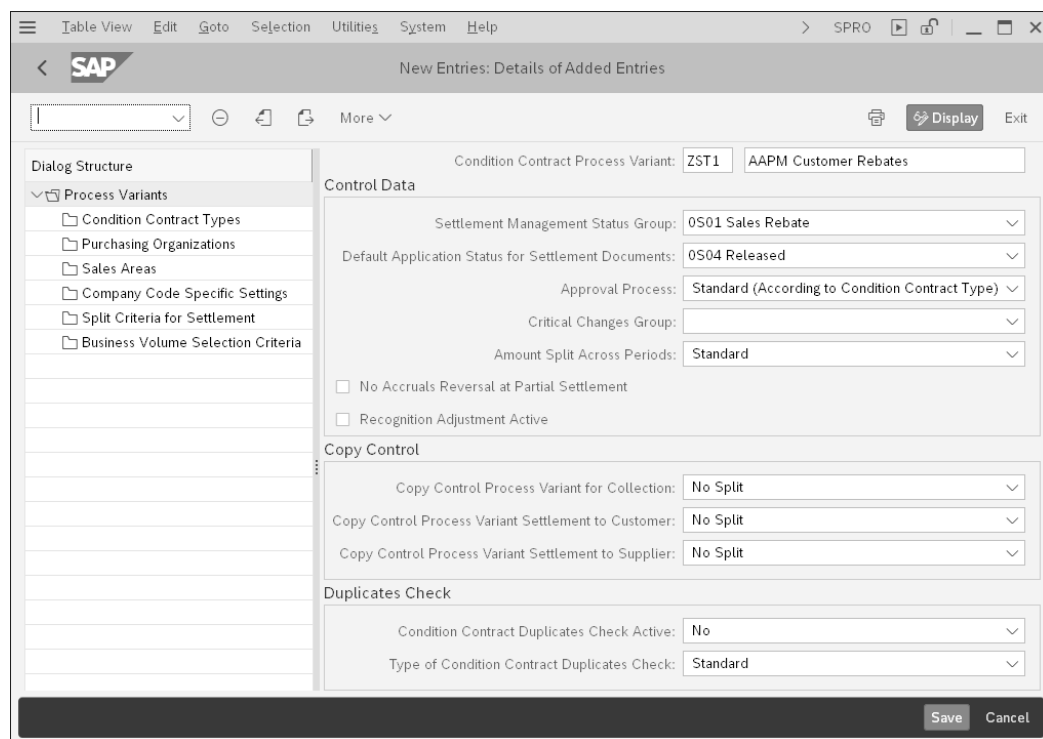 Table View Edit Goto Selection Utilities System Help SPRO
SAP New Entries: Details of Added Entries
More Display Exit
Dialog Structure
Process Variants
Condition Contract Types
Purchasing Organizations
Sales Areas
Company Code Specific Settings
Split Criteria for Settlement
Business Volume Selection Criteria
Condition Contract Process Variant: ZST1 AAPM Customer Rebates
Control Data
Settlement Management Status Group: 0S01 Sales Rebate
Default Application Status for Settlement Documents: 0S04 Released
Approval Process: Standard (According to Condition Contract Type)
Critical Changes Group:
Amount Split Across Periods: Standard
No Accruals Reversal at Partial Settlement
Recognition Adjustment Active
Copy Control
Copy Control Process Variant for Collection: No Split
Copy Control Process Variant Settlement to Customer: No Split
Copy Control Process Variant Settlement to Supplier: No Split
Duplicates Check
Condition Contract Duplicates Check Active: No
Type of Condition Contract Duplicates Check: Standard
Save Cancel